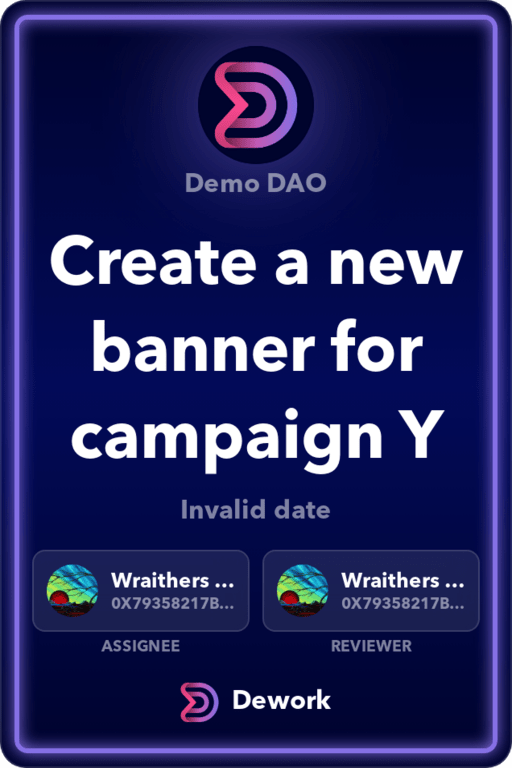 Demo DAO
Create a new
banner for
campaign Y
Invalid date
Wraithers ...
0X79358217B...
ASSIGNEE
Wraithers ...
0X79358217B...
REVIEWER
Dework